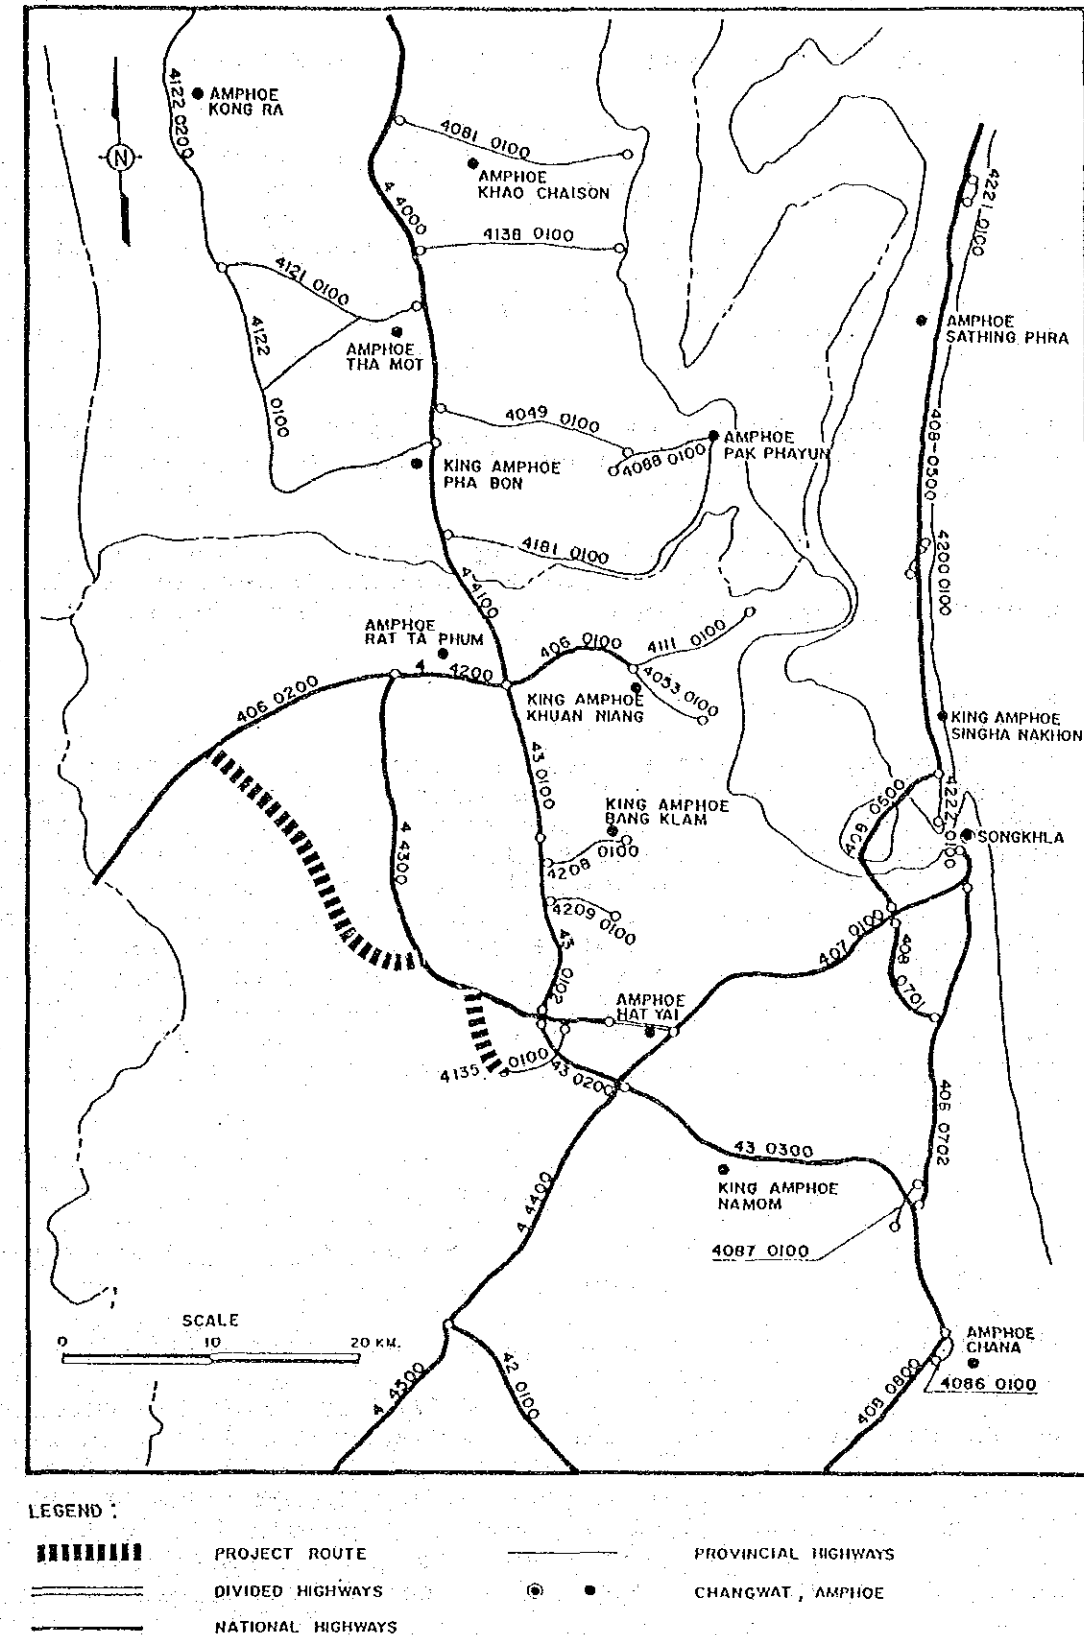 4122 0200
AMPHOE
KONG RA
N
4081 0100
AMPHOE
KHAO CHAISON
4 4000
4138 0100
4221 0100
4121 0100
AMPHOE
THA MOT
AMPHOE
SATHING PHRA
4122 0100
4049 0100
4088 0100
AMPHOE
PAK PHAYUN
KING AMPHOE
PHA BON
408-0500
4181 0100
4200 0100
4-4100
AMPHOE
RAT TA PHUM
406 0100
4111 0100
4 4200
4053 0100
KING AMPHOE
KHUAN NIANG
406 0200
KING AMPHOE
SINGHA NAKHON
43 0100
408 0500
4222 0100
KING AMPHOE
BANG KLAM
SONGKHLA
4 4300
4208 0100
4209 0100
407 0100
43 2010
408 0701
AMPHOE
HAT YAI
4135 0100
43 0200
408 0702
43 0300
KING AMPHOE
NAMOM
4 4400
4087 0100
SCALE
0 10 20 KM.
AMPHOE
CHANA
4 4500
42 0100
408 0800
4086 0100
LEGEND :
PROJECT ROUTE
PROVINCIAL HIGHWAYS
DIVIDED HIGHWAYS
CHANGWAT, AMPHOE
NATIONAL HIGHWAYS